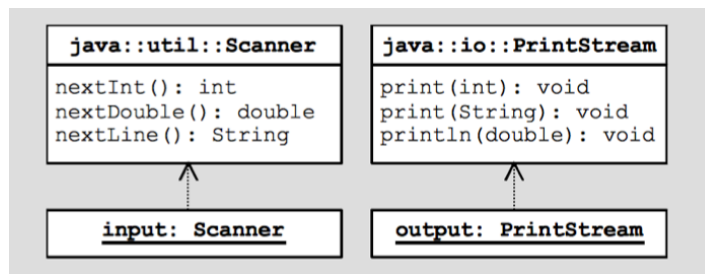 java::util::Scanner
nextInt(): int
nextDouble(): double
nextLine(): String
input: Scanner
java::io::PrintStream
print(int): void
print(String): void
println(double): void
output: PrintStream